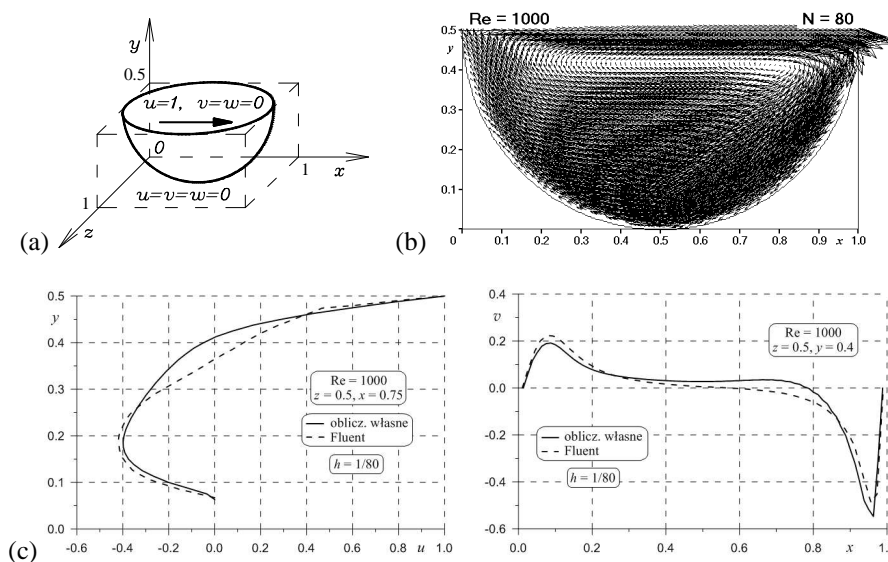 y
0.5
u=1, v=w=0
0
1
x
u=v=w=0
1
z
(a)
Re = 1000
N = 80
0.5
y
0.4
0.3
0.2
0.1
0
0.1
0.2
0.3
0.4
0.5
0.6
0.7
0.8
x
0.9
1.0
(b)
0.5
y
0.4
0.3
0.2
0.1
0.0
Re = 1000
z = 0.5, x = 0.75
oblicz. własne
Fluent
h = 1/80
-0.6
-0.4
-0.2
0.0
0.2
0.4
0.6
0.8
u
1.0
(c)
0.4
v
0.2
0.0
-0.2
-0.4
-0.6
Re = 1000
z = 0.5, y = 0.4
oblicz. własne
Fluent
h = 1/80
0.0
0.2
0.4
0.6
0.8
x